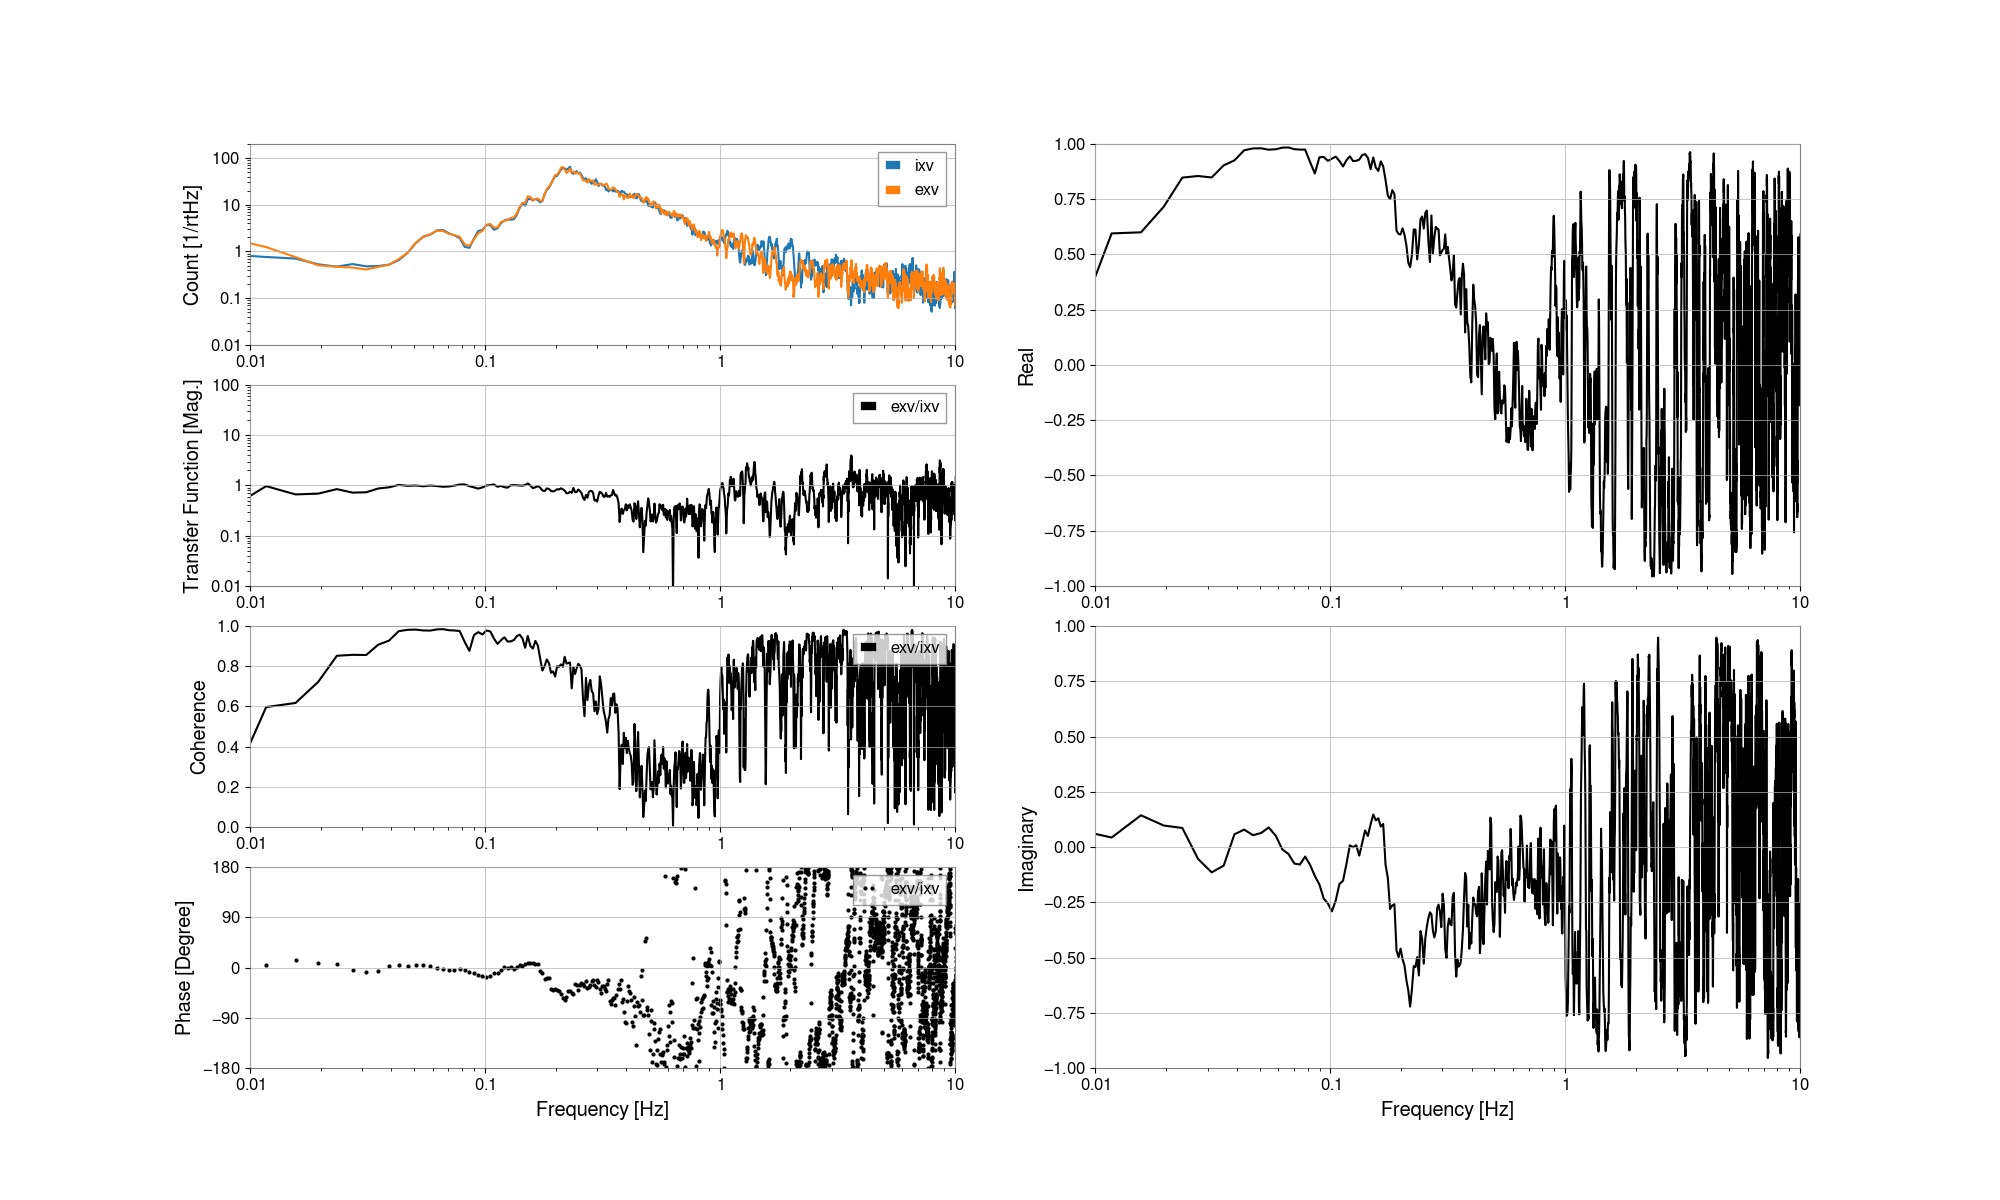 Count [1/rtHz]
100
10
1
0.1
0.01
ixv
exv
0.01 0.1 1 10
Transfer Function [Mag.]
100
10
1
0.1
0.01
exv/ixv
0.01 0.1 1 10
Coherence
1.0
0.8
0.6
0.4
0.2
0.0
exv/ixv
0.01 0.1 1 10
Phase [Degree]
180
90
0
−90
−180
exv/ixv
0.01 0.1 1 10
Frequency [Hz]
Real
1.00
0.75
0.50
0.25
0.00
−0.25
−0.50
−0.75
−1.00
0.01 0.1 1 10
Imaginary
1.00
0.75
0.50
0.25
0.00
−0.25
−0.50
−0.75
−1.00
0.01 0.1 1 10
Frequency [Hz]